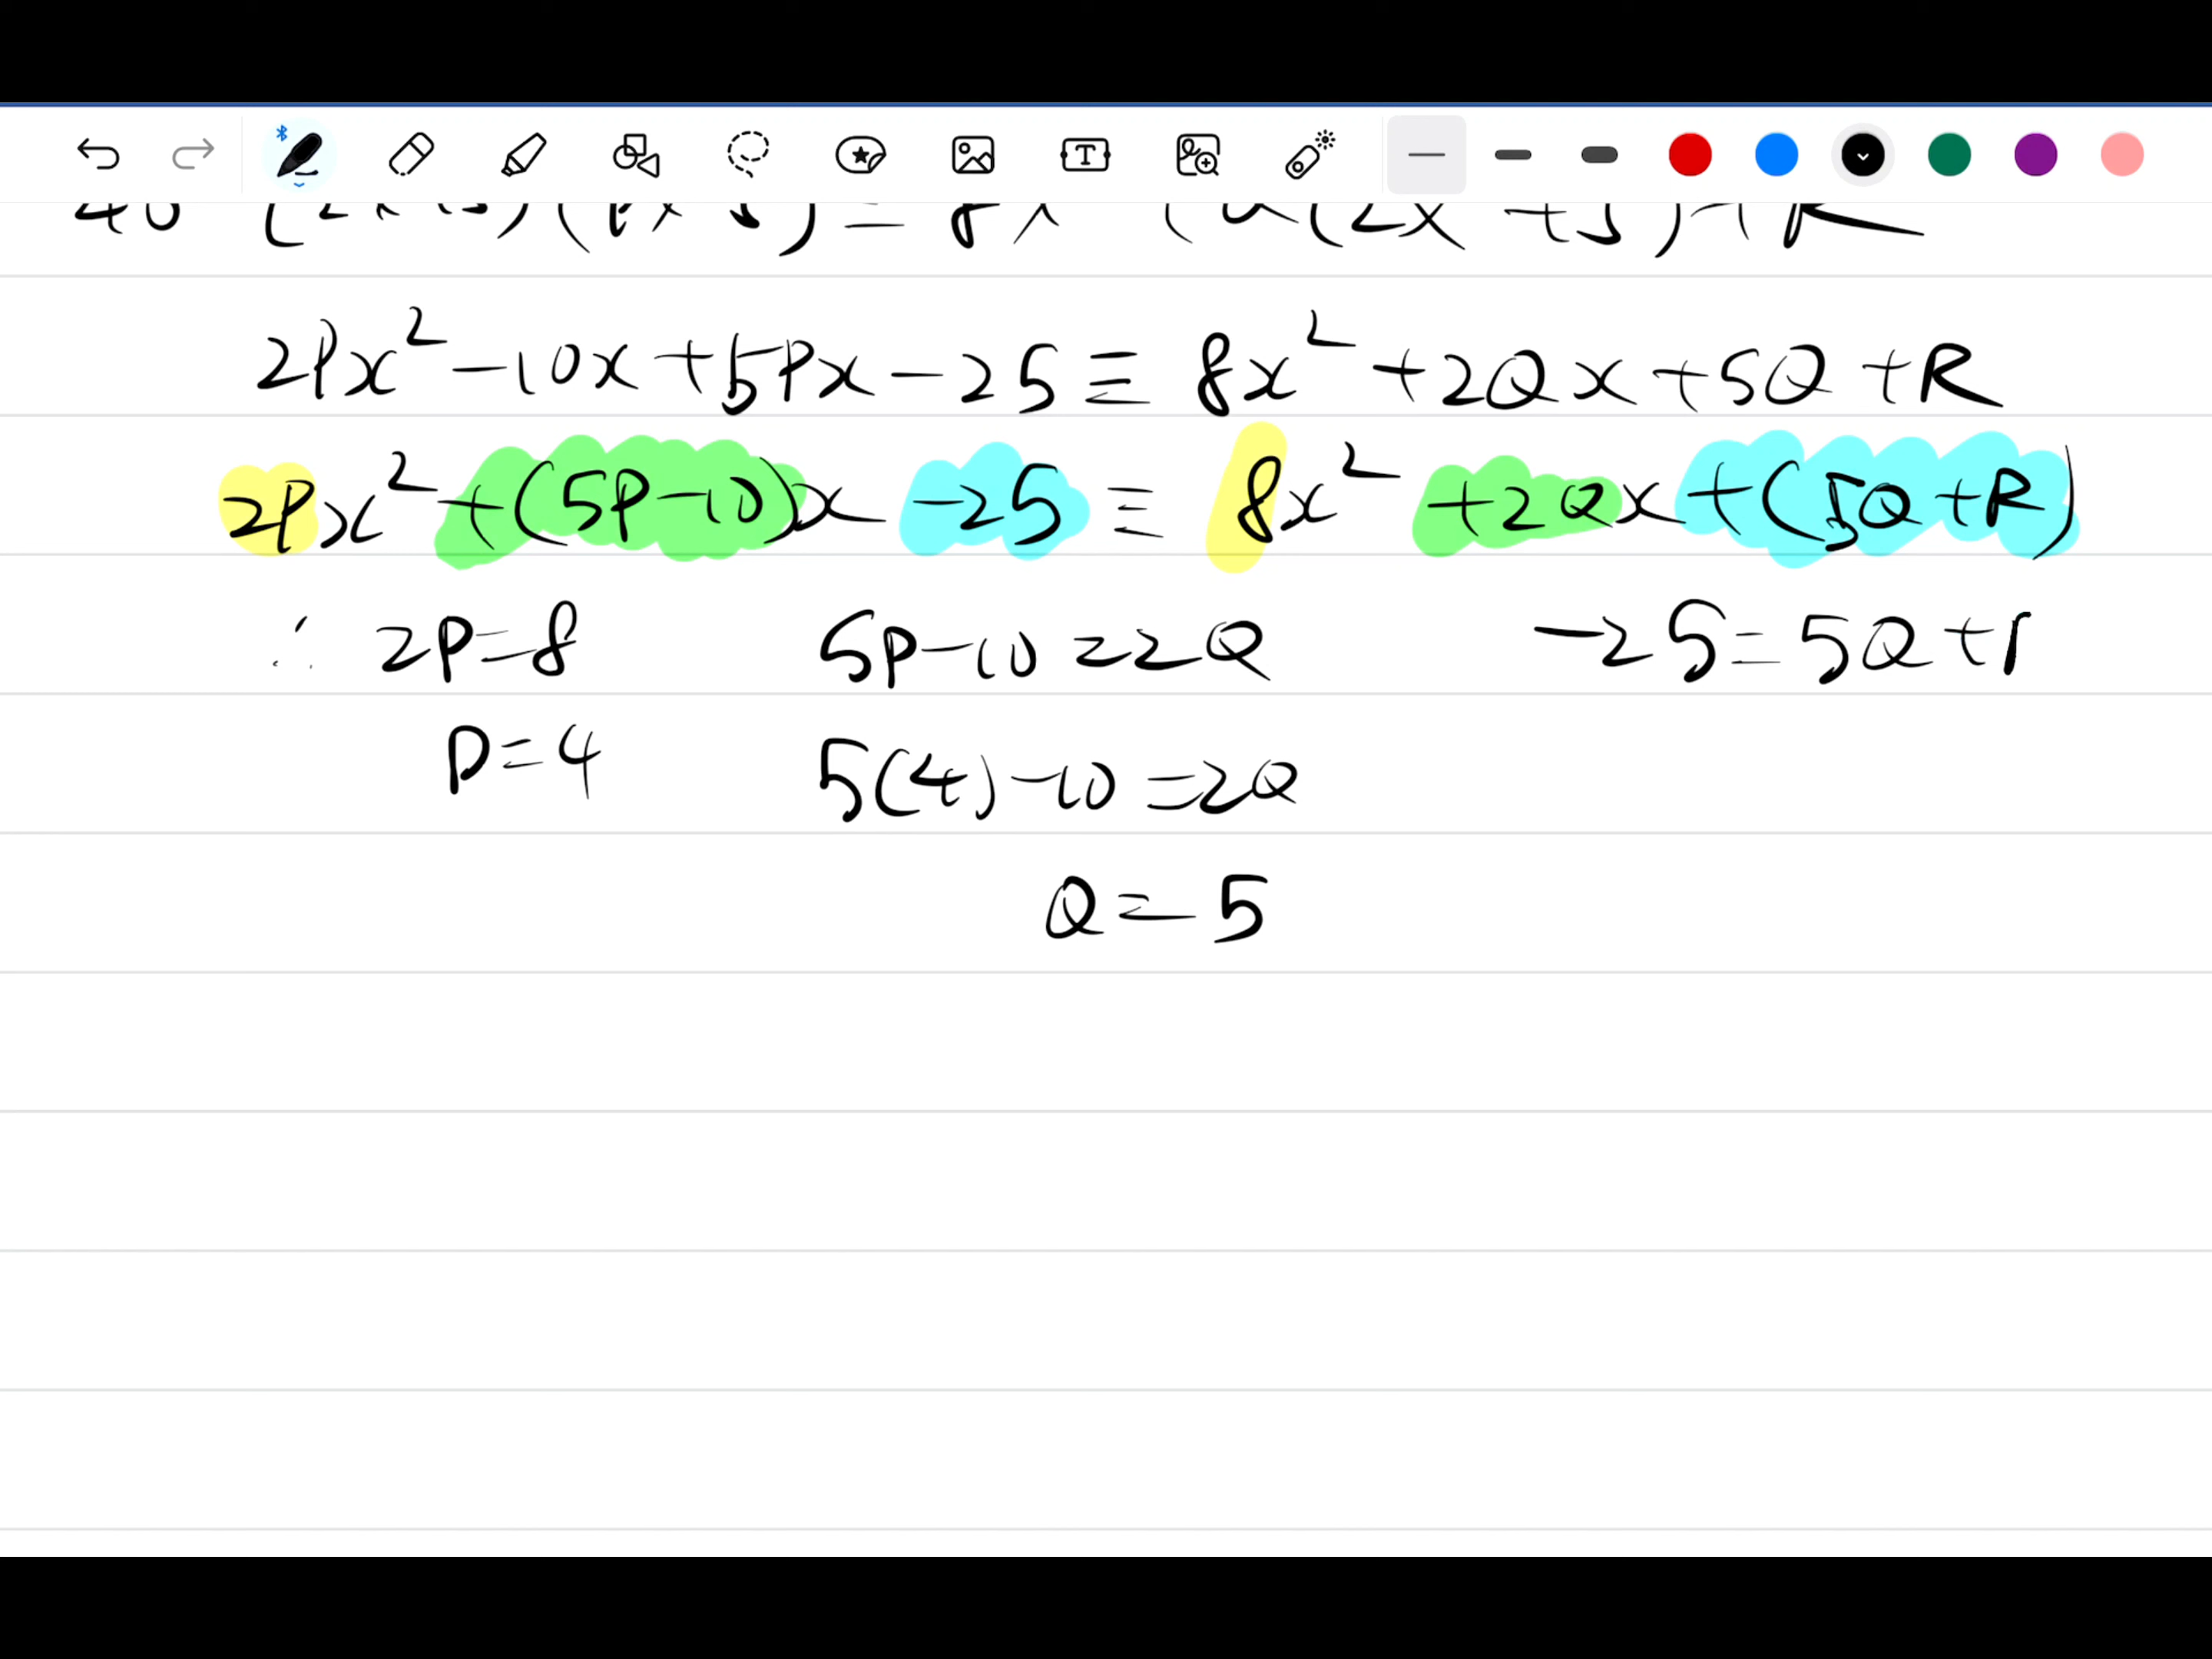 2Px² - 10x + 5Px - 25 ≡ 8x² + 2Qx + 5Q + R
2Px² + (5P - 10)x - 25 ≡ 8x² + 2Qx + (5Q + R)
∴ 2P = 8 5P - 10 = 2Q -25 = 5Q +
P = 4 5(4) - 10 = 2Q
Q = 5